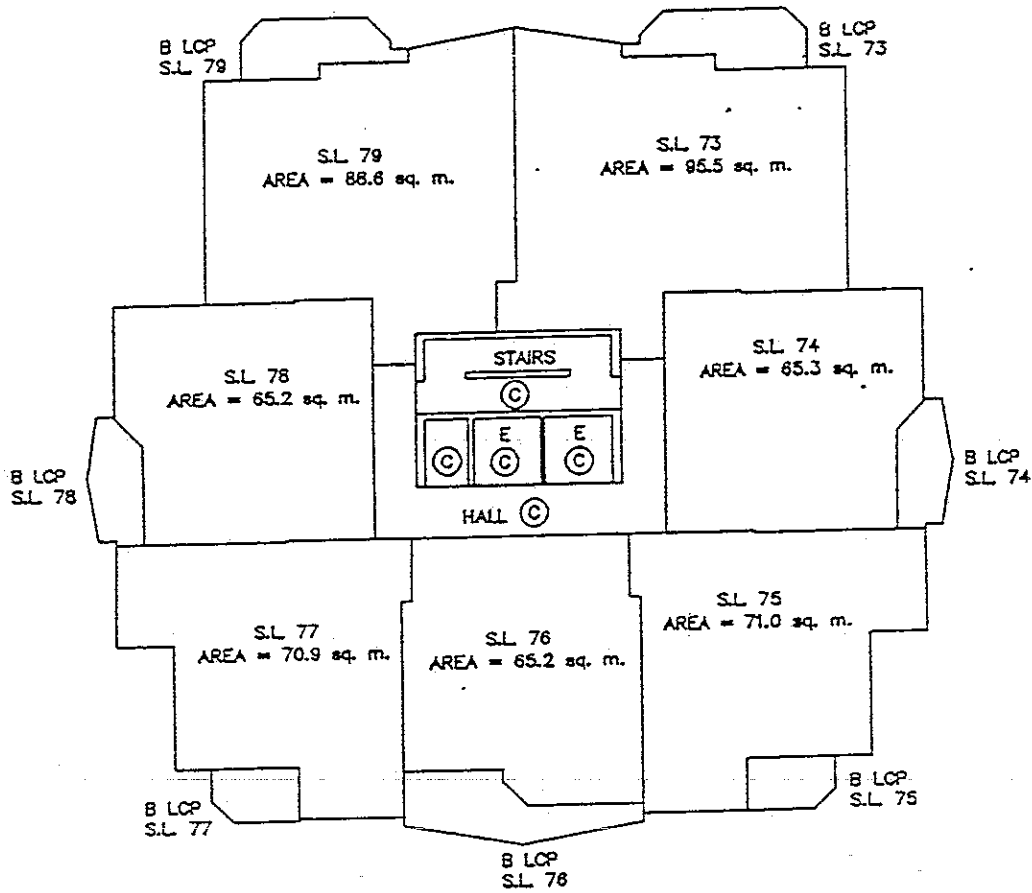 B LCP
S.L. 79
B LCP
S.L. 73
S.L. 79
AREA = 88.6 sq. m.
S.L. 73
AREA = 95.5 sq. m.
STAIRS
C
S.L. 78
AREA = 65.2 sq. m.
S.L. 74
AREA = 65.3 sq. m.
E
E
C
C
C
B LCP
S.L. 78
B LCP
S.L. 74
HALL C
S.L. 77
AREA = 70.9 sq. m.
S.L. 76
AREA = 65.2 sq. m.
S.L. 75
AREA = 71.0 sq. m.
B LCP
S.L. 77
B LCP
S.L. 75
B LCP
S.L. 76